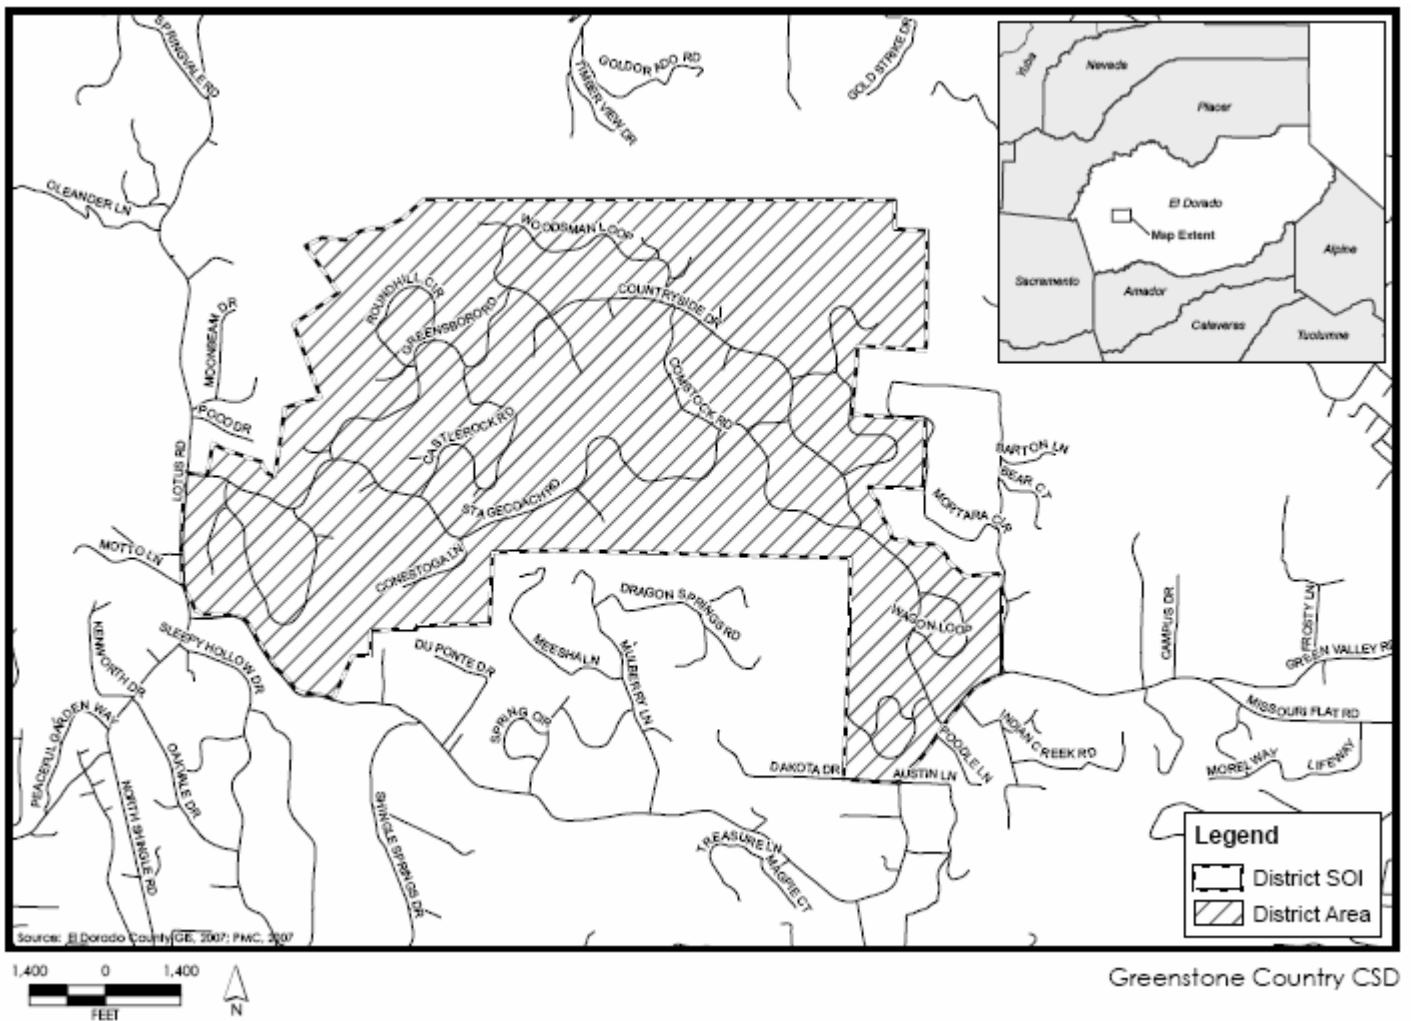 SPRINGVALE RD
GOLDORADO RD
TIMBER VIEW DR
GOLD STRIKE DR
Yuba
Nevada
Placer
El Dorado
Map Extent
Sacramento
Amador
Alpine
Calaveras
Tuolumne
OLEANDER LN
WOODSMAN LOOP
ROUNDHILL CIR
GREENSBORO RD
COUNTRYSIDE DR
MOONBEAM DR
POCO DR
COMSTOCK RD
CASTLEROCK RD
LOTUS RD
STAGECOACH RD
BARTON LN
BEAR CT
MORTARA CIR
MOTTO LN
CONESTOGA LN
DRAGON SPRINGS RD
WAGON LOOP
KENWORTH DR
SLEEPY HOLLOW DR
DU PONTE DR
MEESHA LN
MULBERRY LN
CAMPUS DR
FROSTY LN
GREEN VALLEY RD
MISSOURI FLAT RD
PEACEFUL GARDEN WAY
OAKVALE DR
SPRING CIR
INDIAN CREEK RD
POODLE LN
MOREL WAY
LIFEWAY
DAKOTA DR
AUSTIN LN
NORTH SHINGLE RD
SHINGLE SPRINGS DR
TREASURE LN
MAGPIE CT
Legend
District SOI
District Area
Sources: El Dorado County GIS, 2007; PMC, 2007
1,400 0 1,400
FEET
N
Greenstone Country CSD